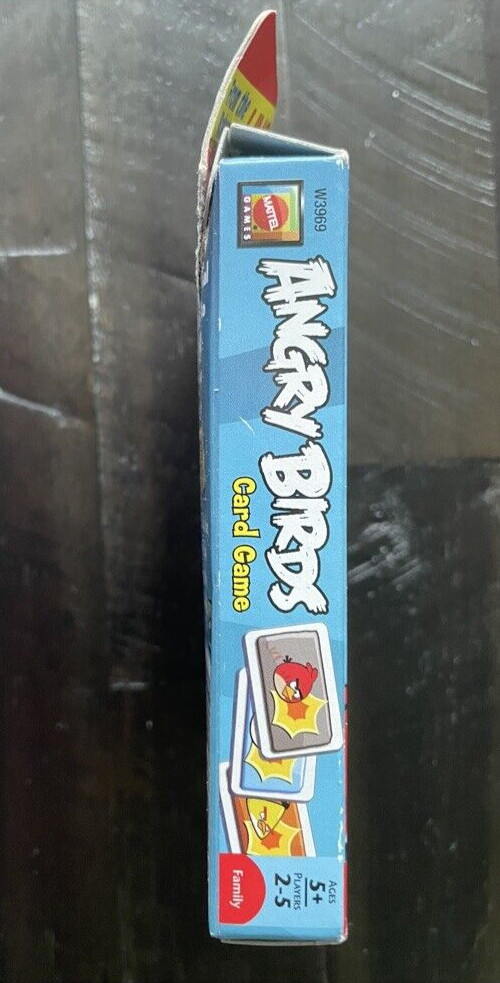 W3969
MATTEL
GAMES
ANGRY BIRDS
Card Game
AGES
5+
PLAYERS
2-5
Family